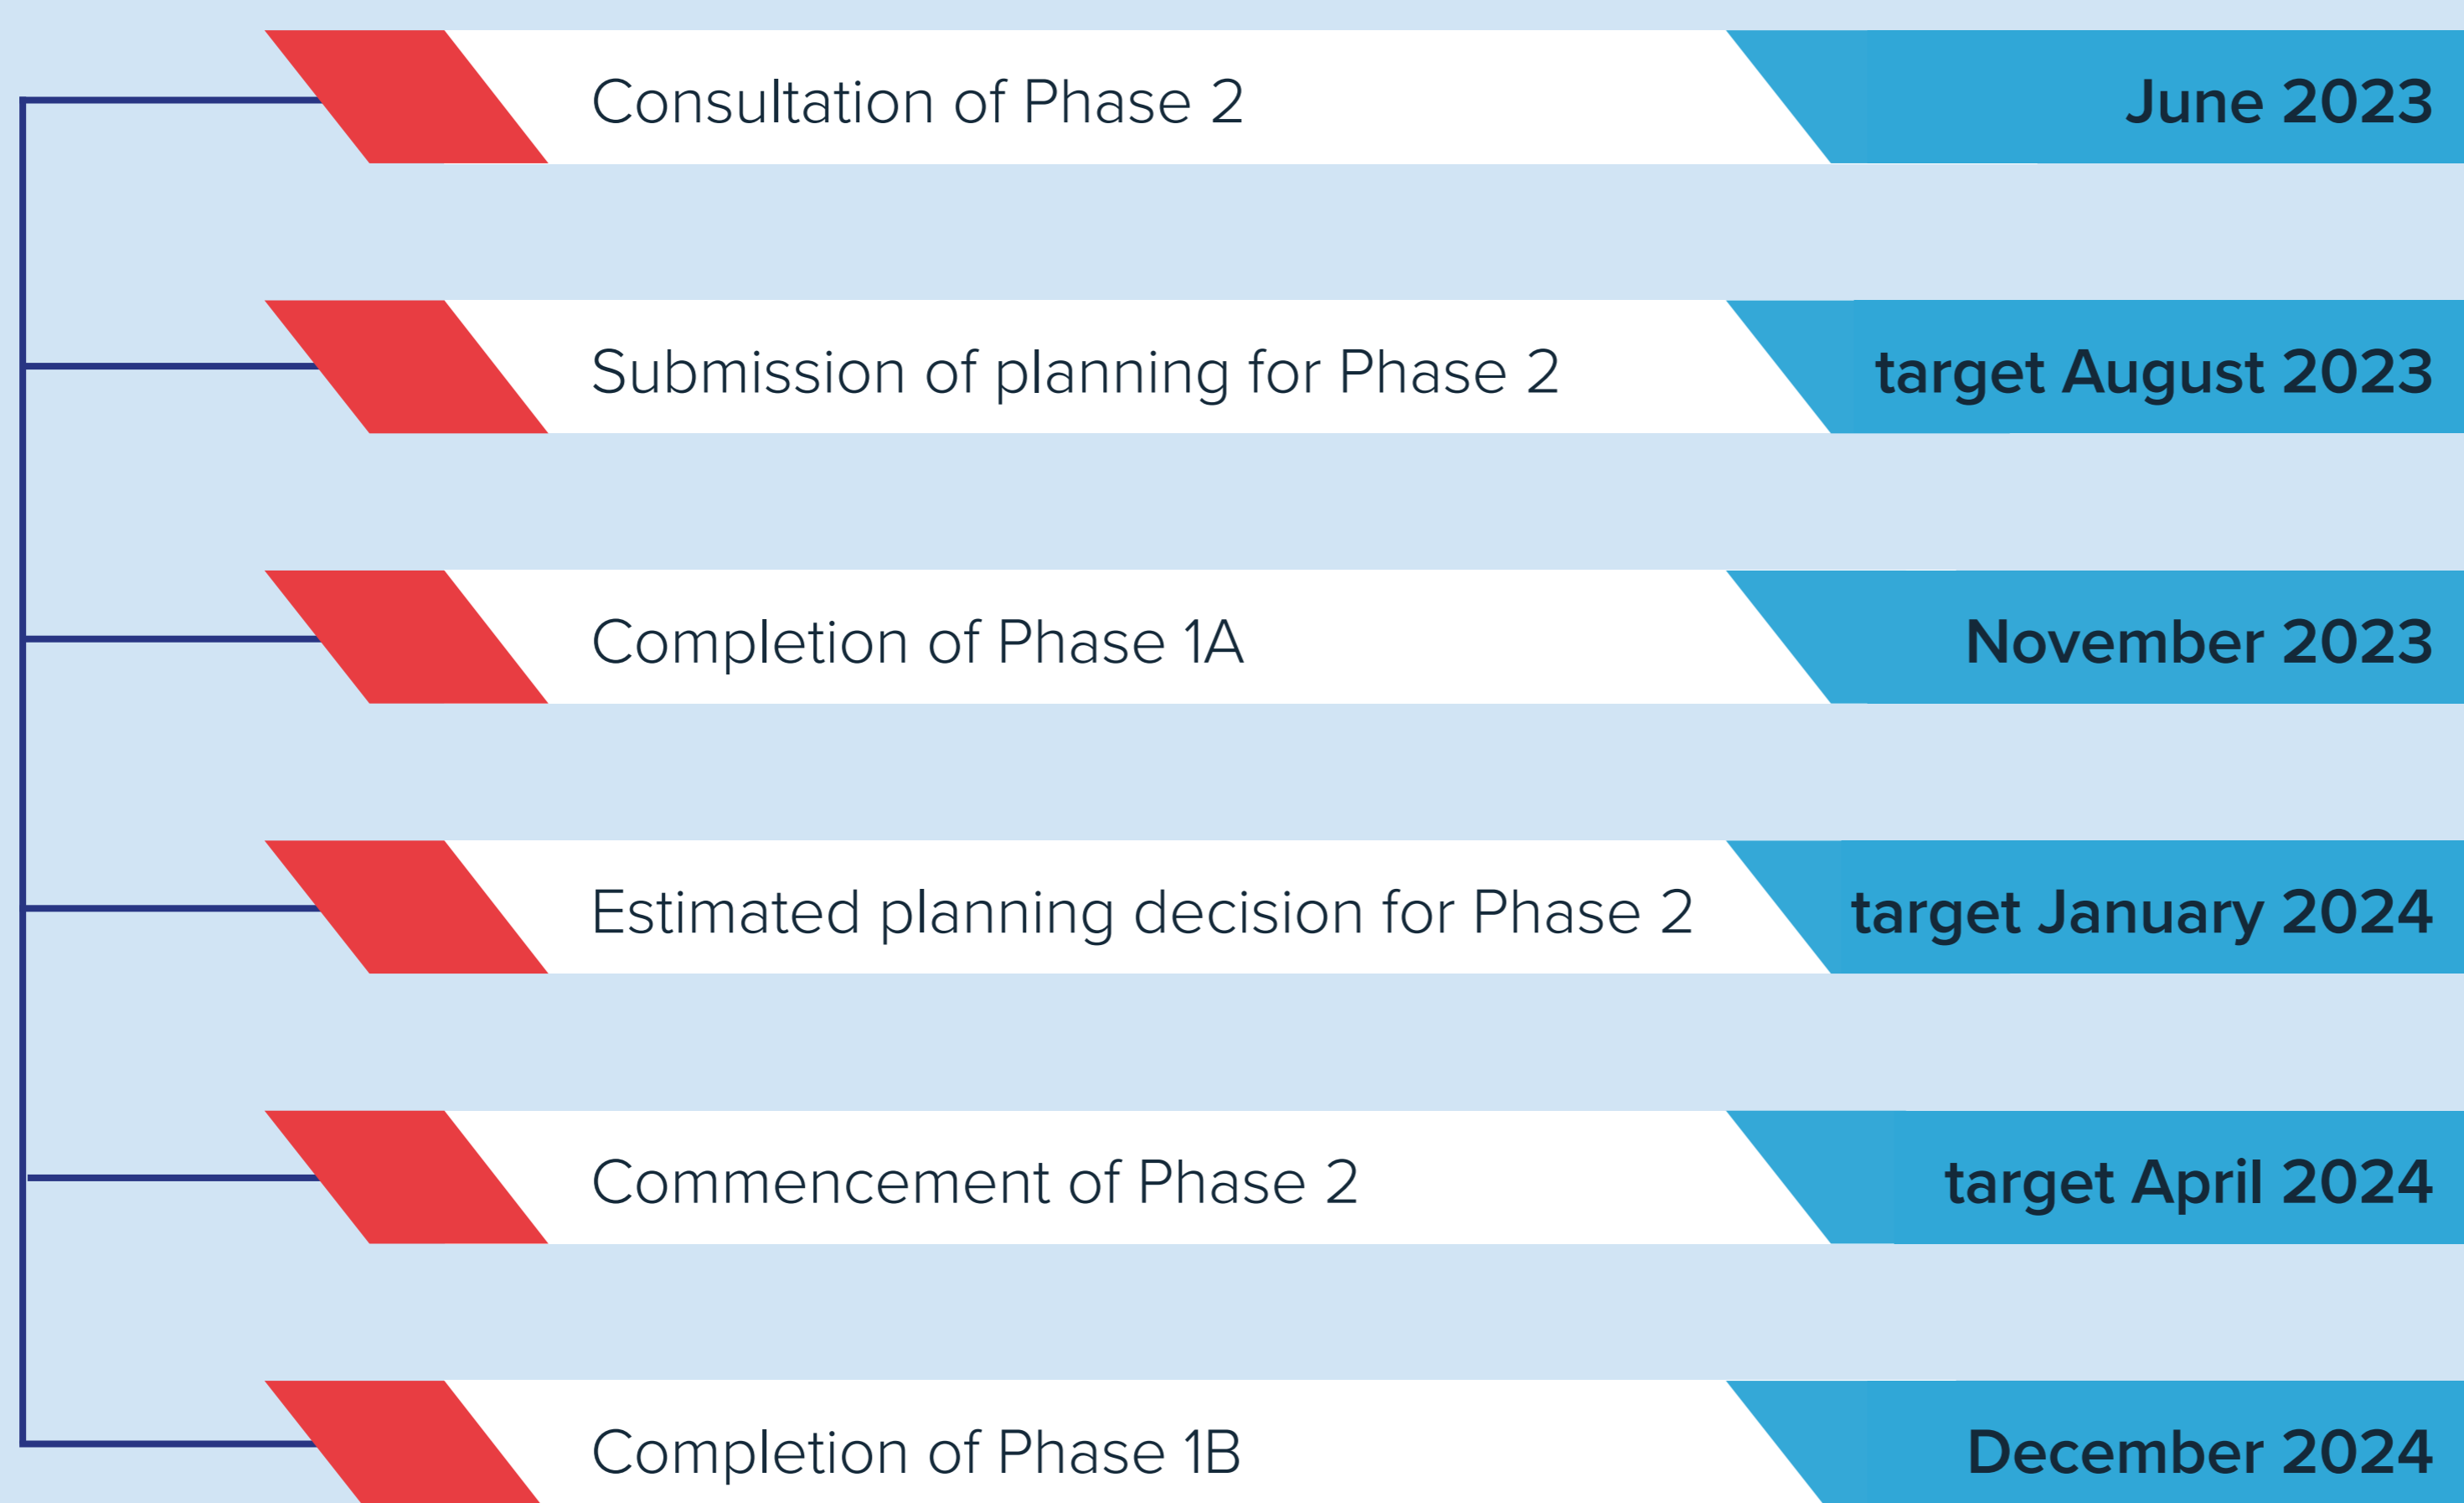 Consultation of Phase 2 June 2023
Submission of planning for Phase 2 target August 2023
Completion of Phase 1A November 2023
Estimated planning decision for Phase 2 target January 2024
Commencement of Phase 2 target April 2024
Completion of Phase 1B December 2024